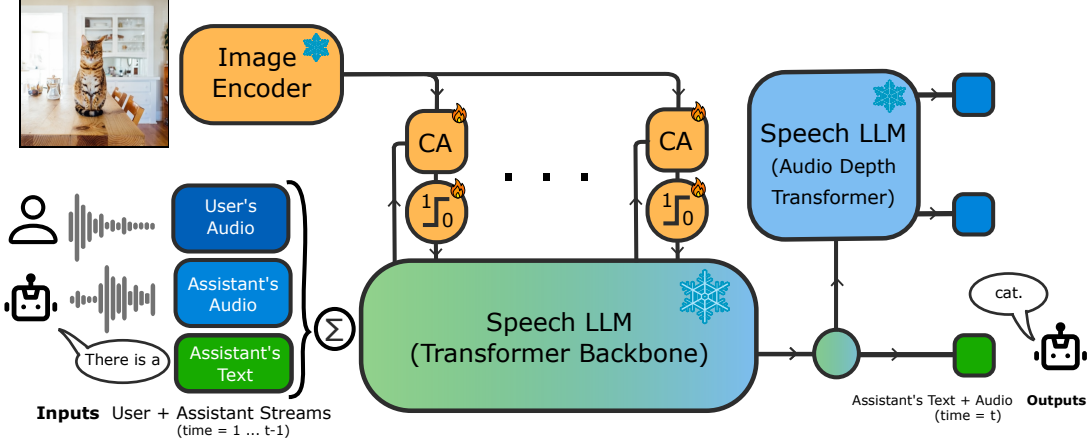 Image
Encoder
CA
CA
1
0
1
0
. . .
Speech LLM
(Audio Depth
Transformer)
User's
Audio
Assistant's
Audio
Assistant's
Text
There is a
Σ
Speech LLM
(Transformer Backbone)
cat.
Inputs User + Assistant Streams
(time = 1 ... t-1)
Assistant's Text + Audio Outputs
(time = t)